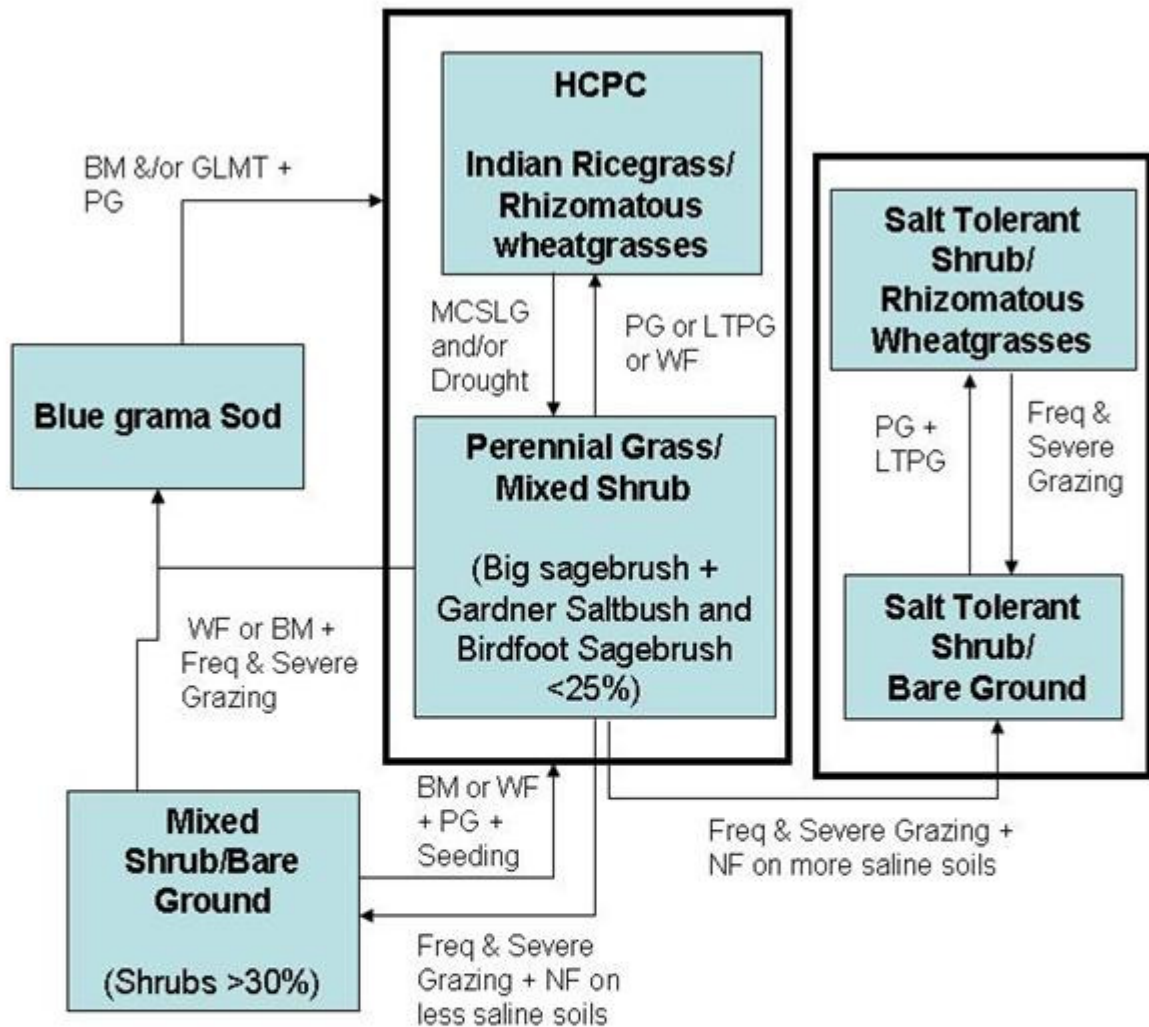 HCPC
Indian Ricegrass/
Rhizomatous
wheatgrasses
BM &/or GLMT +
PG
Salt Tolerant
Shrub/
Rhizomatous
Wheatgrasses
MCSLG
and/or
Drought
PG or LTPG
or WF
Blue grama Sod
PG +
LTPG
Freq &
Severe
Grazing
Perennial Grass/
Mixed Shrub
(Big sagebrush +
Gardner Saltbush and
Birdfoot Sagebrush
<25%)
Salt Tolerant
Shrub/
Bare Ground
WF or BM +
Freq & Severe
Grazing
BM or WF
+ PG +
Seeding
Freq & Severe Grazing +
NF on more saline soils
Mixed
Shrub/Bare
Ground
(Shrubs >30%)
Freq & Severe
Grazing + NF on
less saline soils